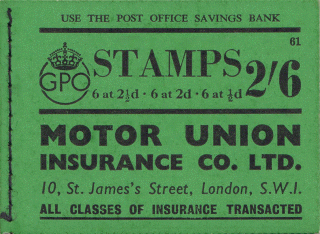 USE THE POST OFFICE SAVINGS BANK
61
GPO
STAMPS 2/6
6 at 2½d · 6 at 2d · 6 at ½d
MOTOR UNION
INSURANCE CO. LTD.
10, St. James's Street, London, S.W.I.
ALL CLASSES OF INSURANCE TRANSACTED